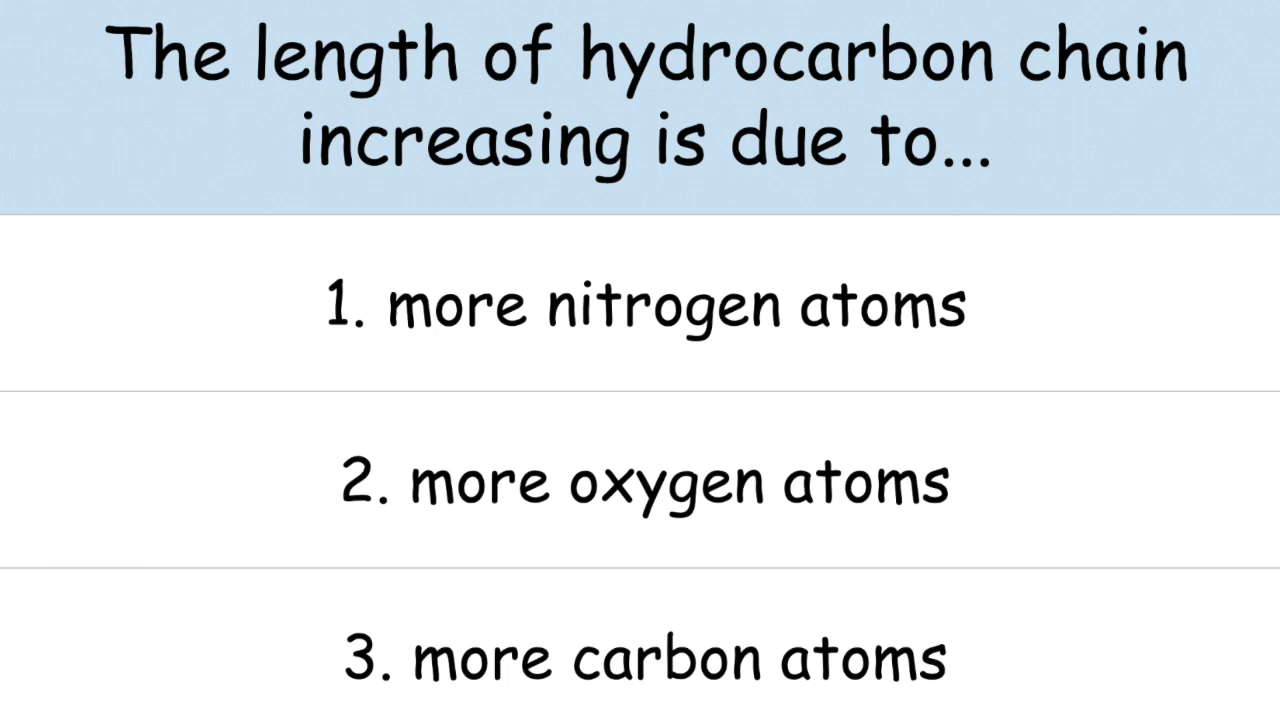 The length of hydrocarbon chain
increasing is due to...
1. more nitrogen atoms
2. more oxygen atoms
3. more carbon atoms